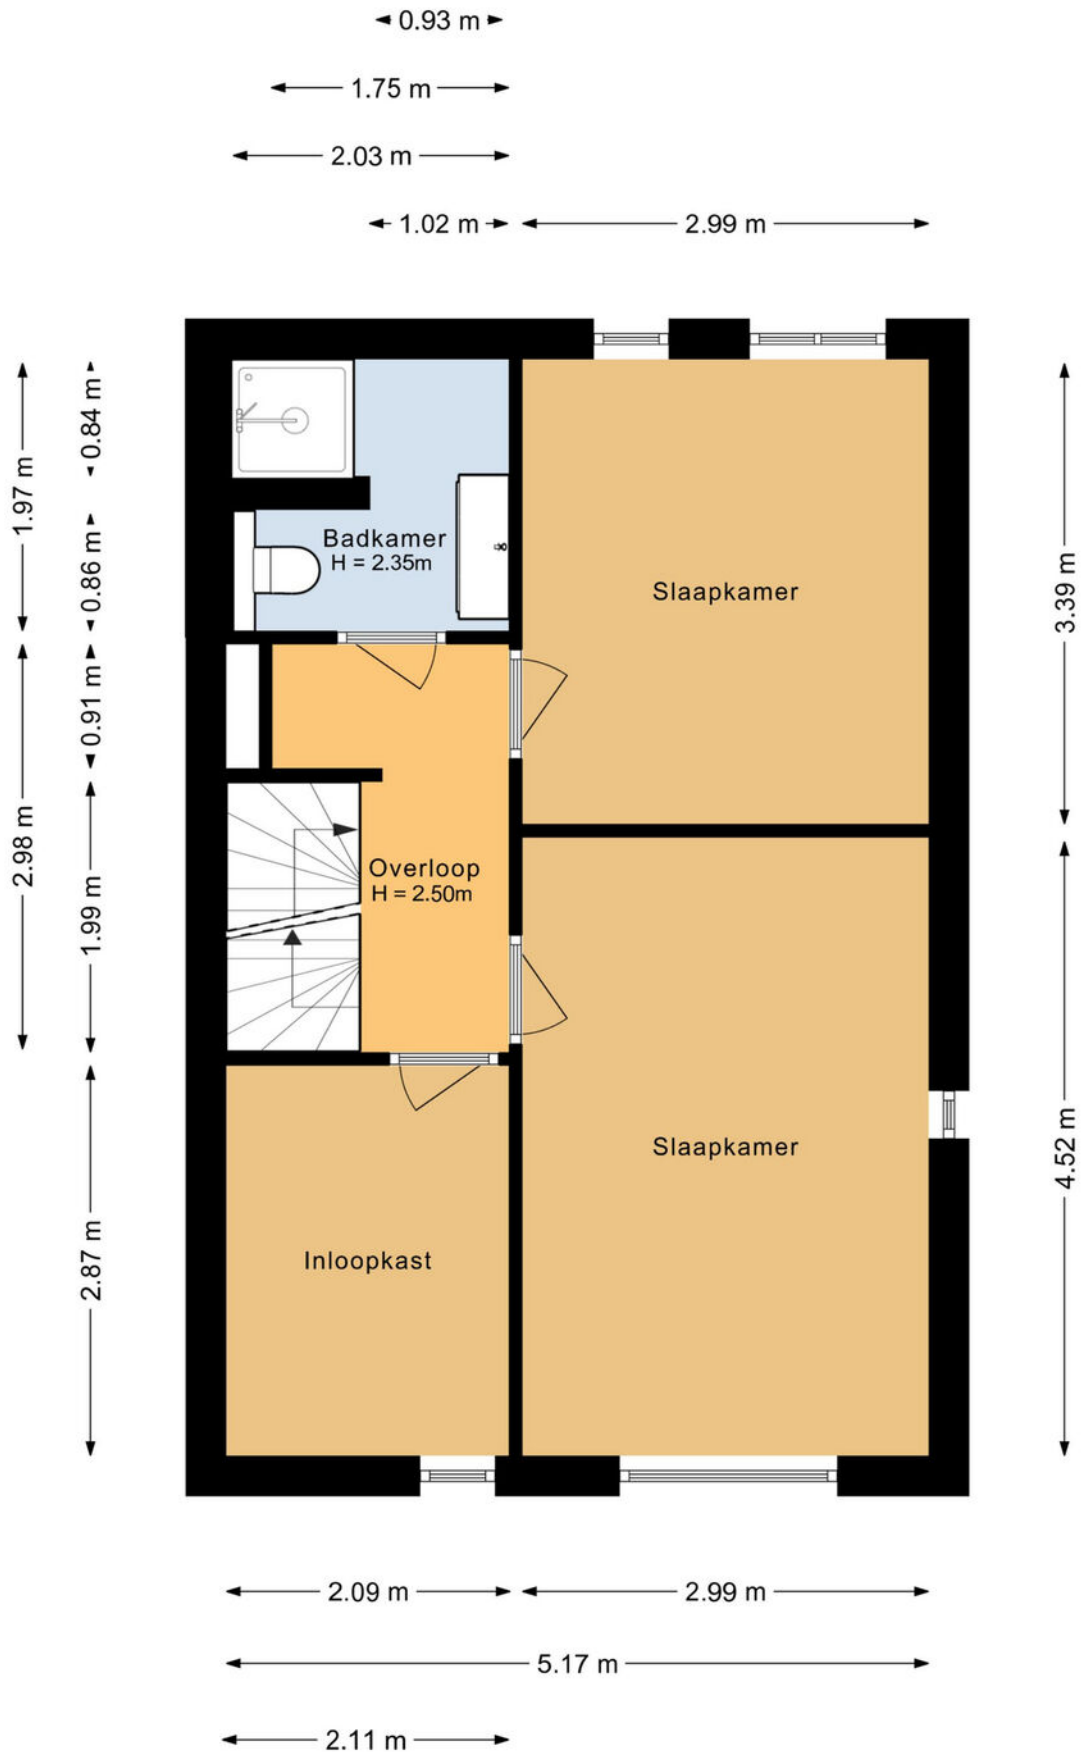 0.93 m
1.75 m
2.03 m
1.02 m
2.99 m
1.97 m
0.84 m
0.86 m
Badkamer
H = 2.35m
Slaapkamer
3.39 m
0.91 m
2.98 m
1.99 m
Overloop
H = 2.50m
Slaapkamer
4.52 m
2.87 m
Inloopkast
2.09 m
2.99 m
5.17 m
2.11 m